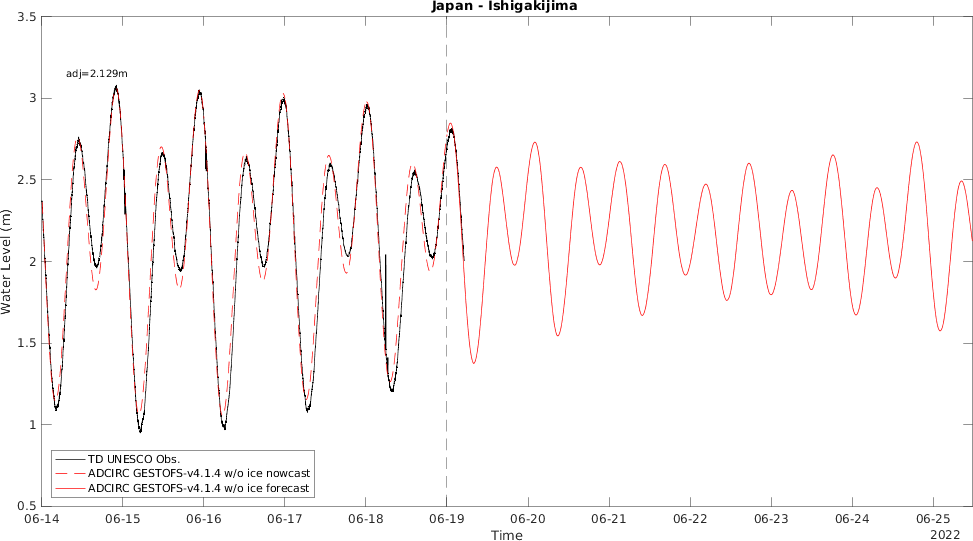 Japan - Ishigakijima
3.5
adj=2.129m
3
2.5
2
1.5
1
0.5
Water Level (m)
TD UNESCO Obs.
ADCIRC GESTOFS-v4.1.4 w/o ice nowcast
ADCIRC GESTOFS-v4.1.4 w/o ice forecast
06-14 06-15 06-16 06-17 06-18 06-19 06-20 06-21 06-22 06-23 06-24 06-25
Time
2022